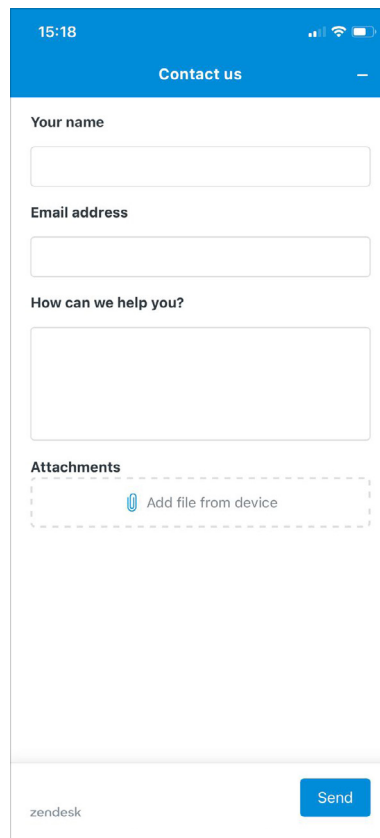 15:18
Contact us
Your name
Email address
How can we help you?
Attachments
Add file from device
zendesk
Send